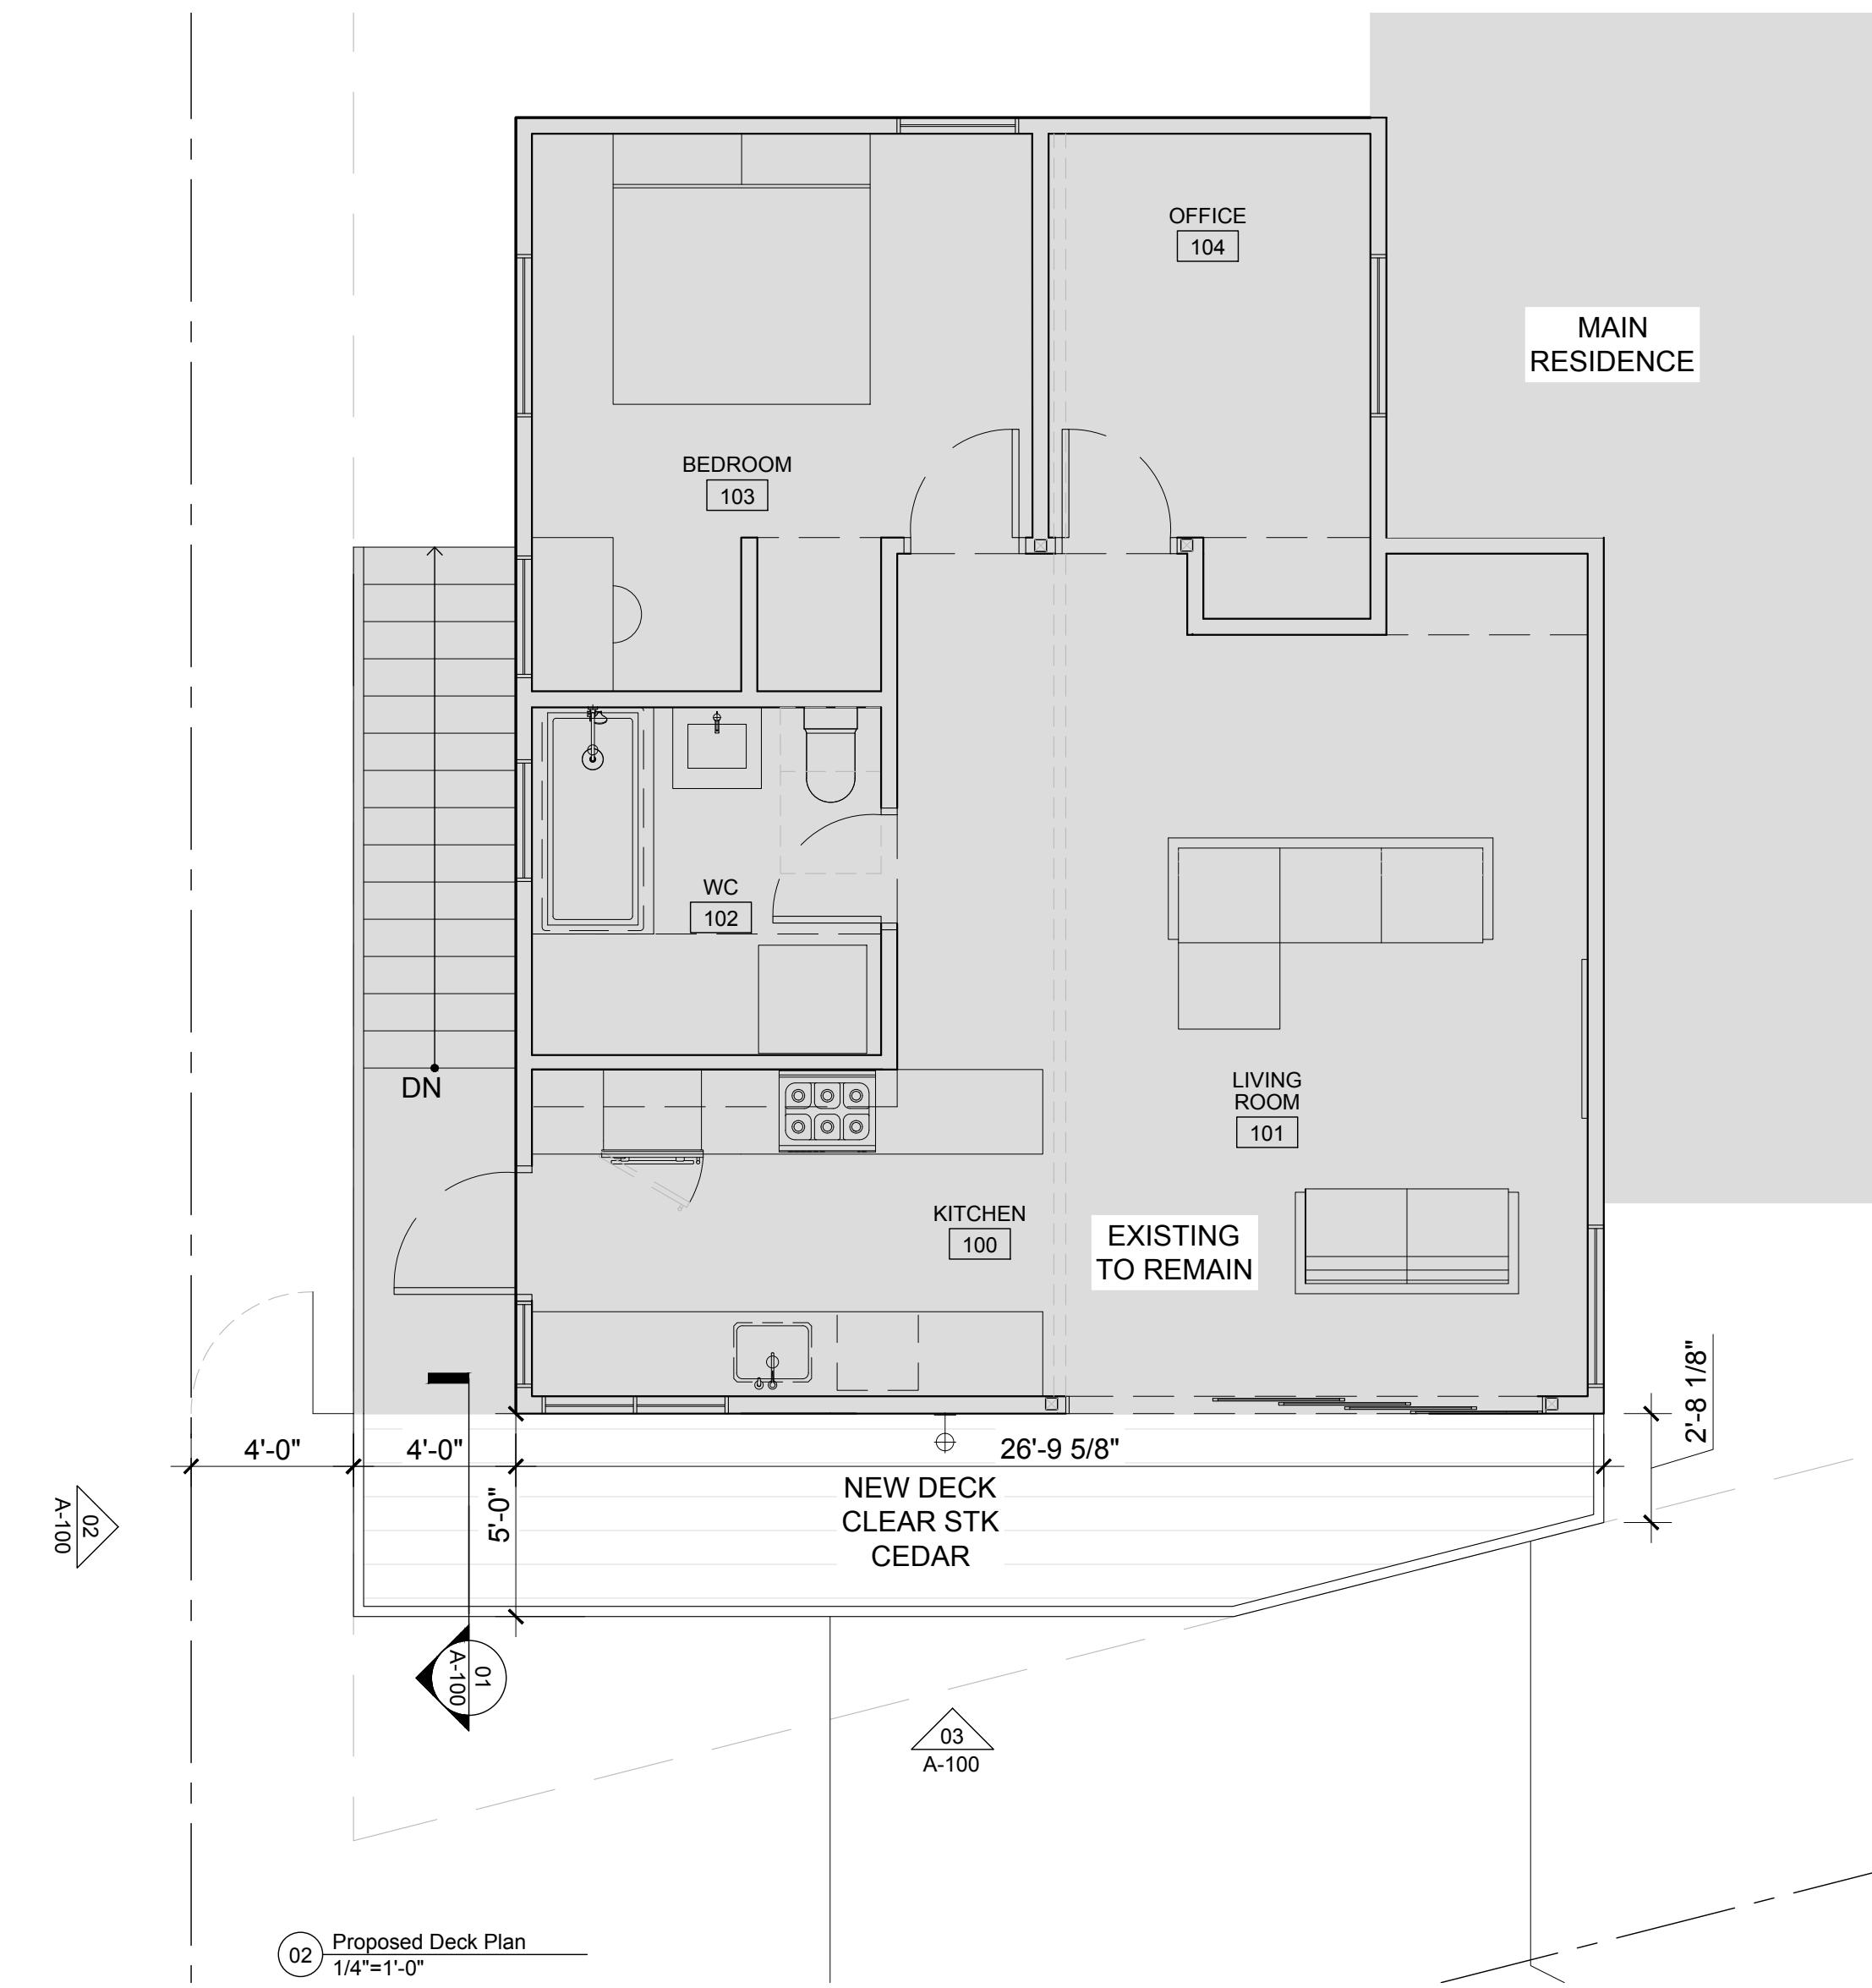 OFFICE
104
MAIN
RESIDENCE
BEDROOM
103
WC
102
DN
LIVING
ROOM
101
KITCHEN
100
EXISTING
TO REMAIN
2'-8 1/8"
4'-0"
4'-0"
26'-9 5/8"
5'-0"
NEW DECK
CLEAR STK
CEDAR
02
A-100
01
A-100
03
A-100
02
Proposed Deck Plan
1/4"=1'-0"